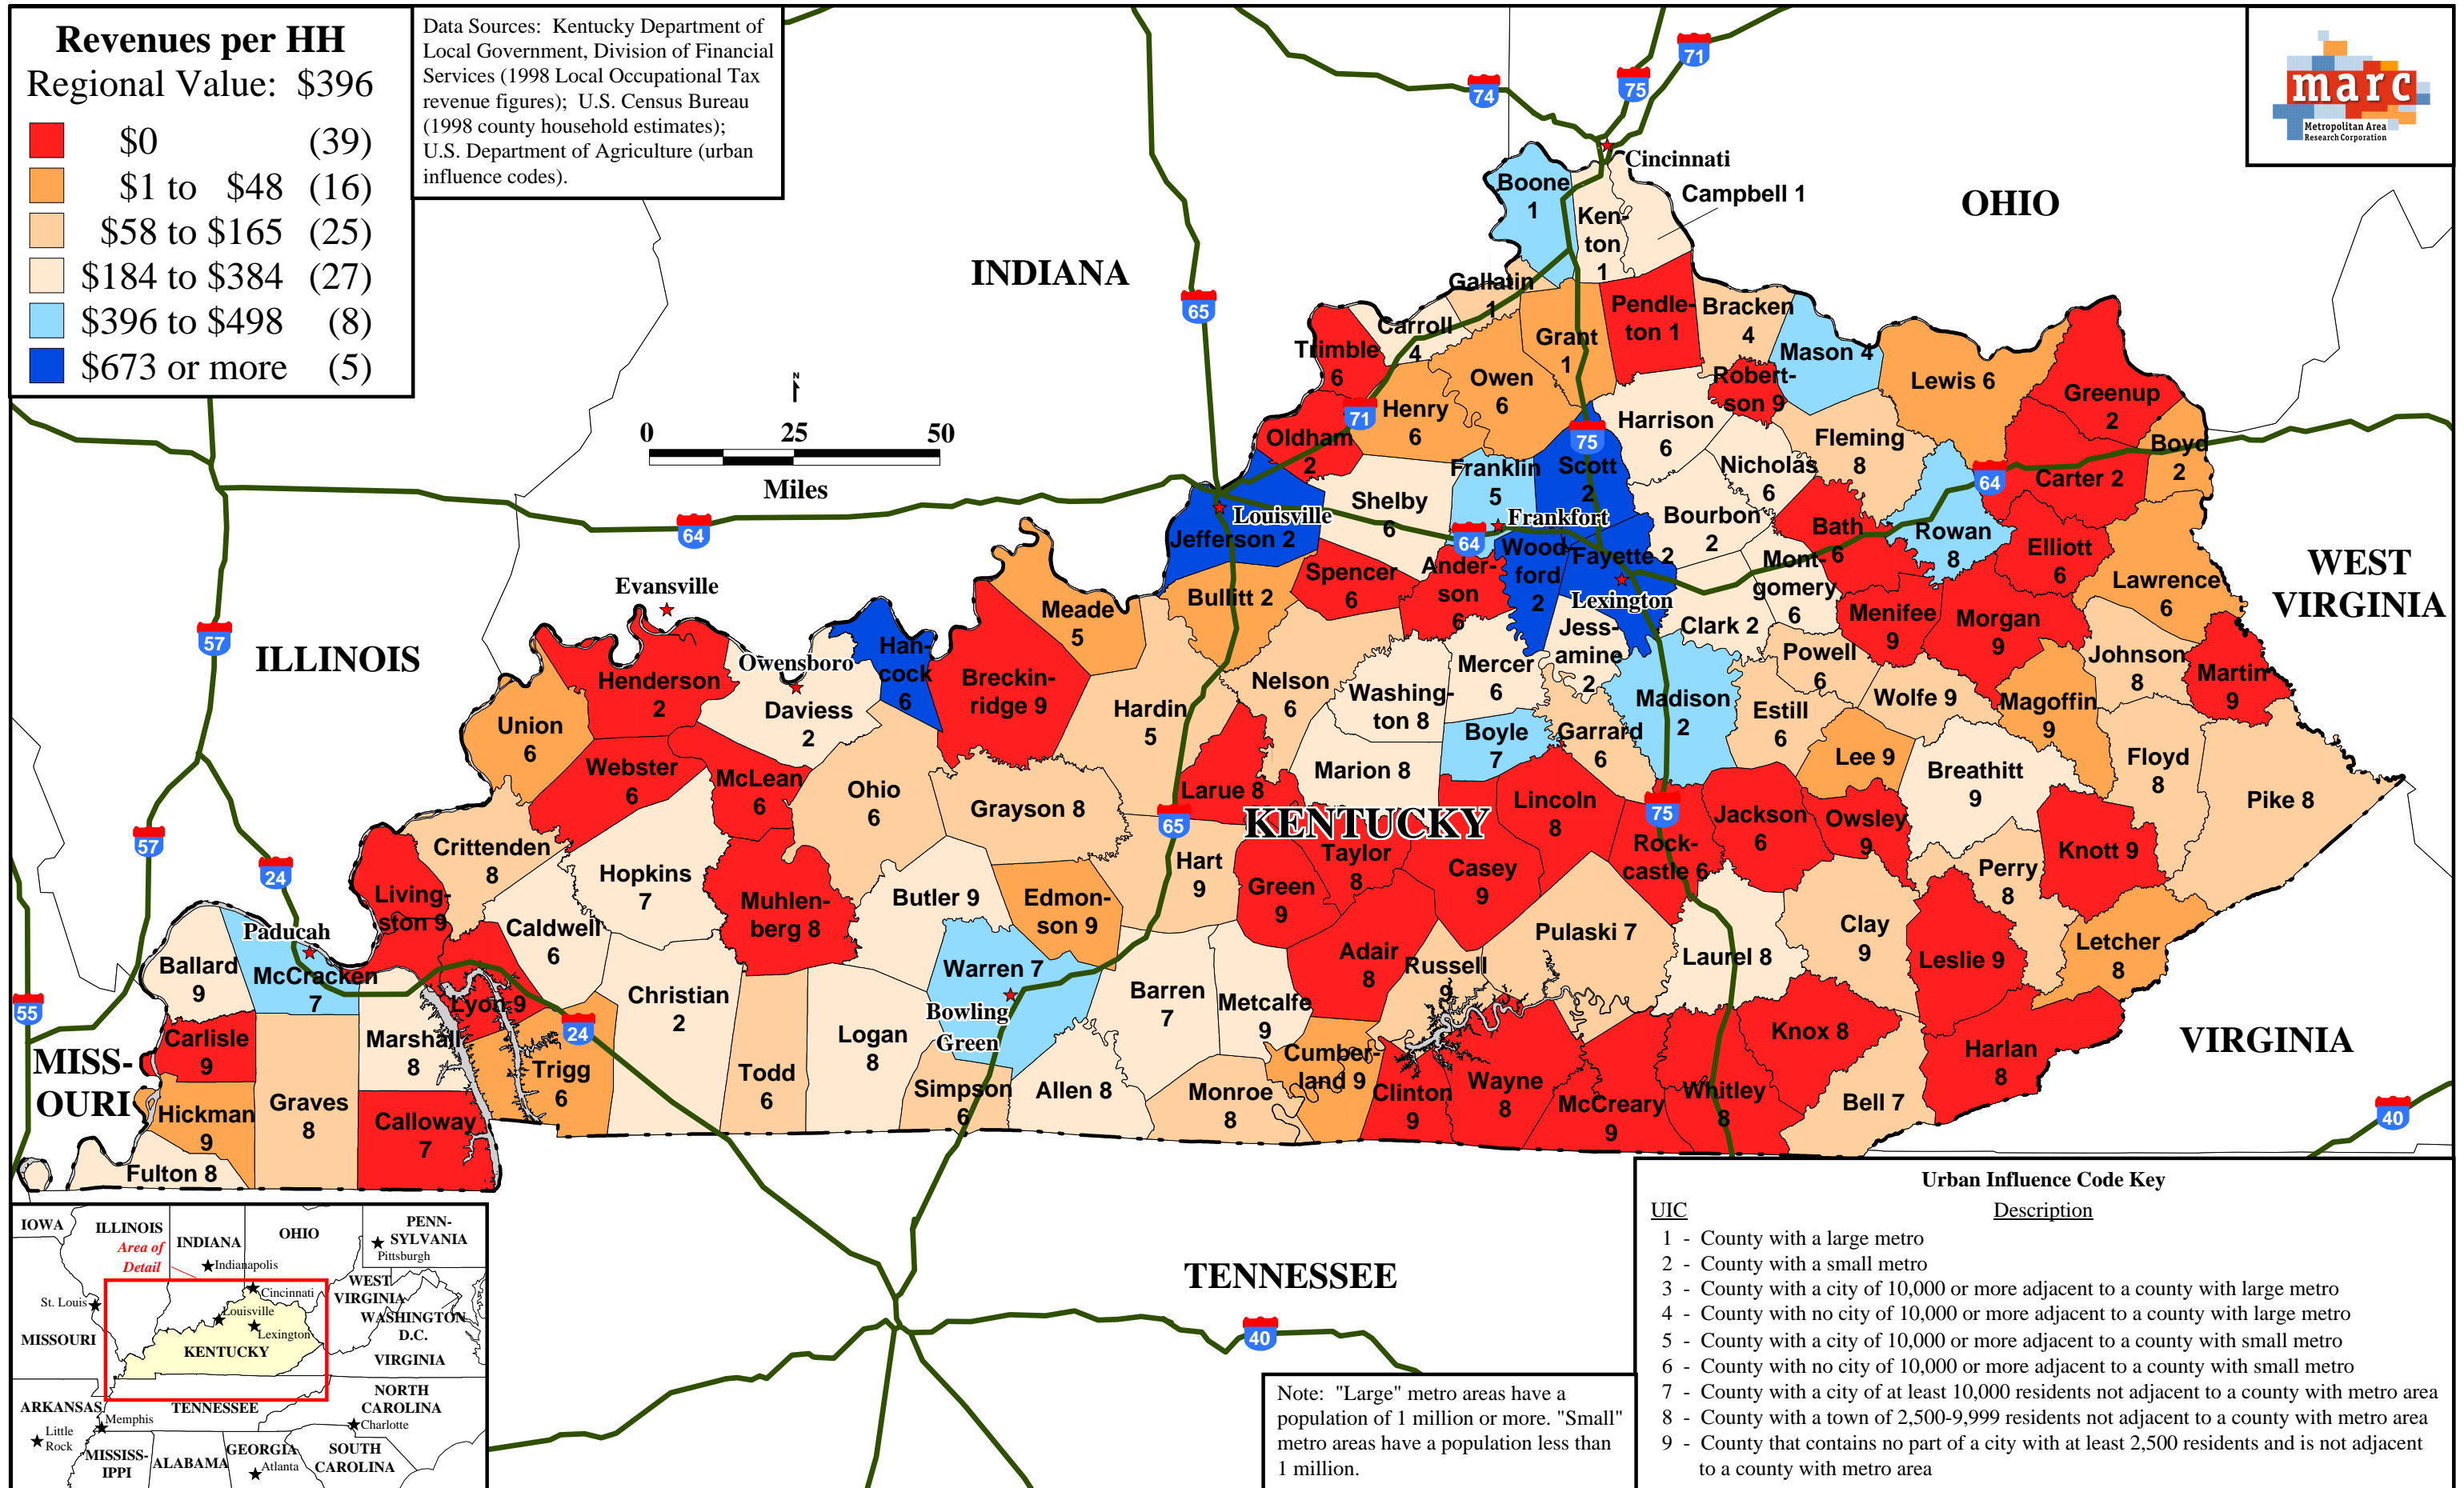 Revenues per HH
Regional Value: $396
$0 (39)
$1 to $48 (16)
$58 to $165 (25)
$184 to $384 (27)
$396 to $498 (8)
$673 or more (5)
Data Sources: Kentucky Department of
Local Government, Division of Financial
Services (1998 Local Occupational Tax
revenue figures); U.S. Census Bureau
(1998 county household estimates);
U.S. Department of Agriculture (urban
influence codes).
marc
Metropolitan Area
Research Corporation
N
0 25 50
Miles
INDIANA
OHIO
ILLINOIS
WEST
VIRGINIA
VIRGINIA
TENNESSEE
MISS-
OURI
KENTUCKY
71
75
74
65
71
75
64
64
64
57
57
24
55
24
65
75
40
40
Cincinnati
Louisville
Frankfort
Lexington
Evansville
Owensboro
Paducah
Bowling
Green
Boone
1
Ken-
ton
1
Campbell 1
Gallatin
1
Carroll
4
Trimble
6
Grant
1
Pendle-
ton 1
Bracken
4
Mason 4
Robert-
son 9
Lewis 6
Greenup
2
Boyd
2
Carter 2
Owen
6
Henry
6
Oldham
2
Harrison
6
Fleming
8
Nicholas
6
Franklin
5
Scott
2
Shelby
6
Jefferson 2
Bourbon
2
Bath
6
Rowan
8
Elliott
6
Lawrence
6
Spencer
6
Ander-
son
6
Wood-
ford
2
Fayette 2
Mont-
gomery
6
Menifee
9
Morgan
9
Bullitt 2
Meade
5
Han-
cock
6
Breckin-
ridge 9
Henderson
2
Daviess
2
Union
6
Webster
6
McLean
6
Ohio
6
Grayson 8
Hardin
5
Nelson
6
Washing-
ton 8
Mercer
6
Jess-
amine
2
Clark 2
Powell
6
Madison
2
Estill
6
Wolfe 9
Johnson
8
Martin
9
Magoffin
9
Floyd
8
Pike 8
Boyle
7
Garrard
6
Lee 9
Breathitt
9
Marion 8
Larue 8
Lincoln
8
Rock-
castle 6
Jackson
6
Owsley
9
Perry
8
Knott 9
Crittenden
8
Living-
ston 9
Hopkins
7
Muhlen-
berg 8
Butler 9
Edmon-
son 9
Hart
9
Green
9
Taylor
8
Casey
9
Pulaski 7
Laurel 8
Clay
9
Leslie 9
Letcher
8
Ballard
9
McCracken
7
Caldwell
6
Lyon 9
Christian
2
Warren 7
Barren
7
Metcalfe
9
Adair
8
Russell
9
Knox 8
Harlan
8
Carlisle
9
Marshall
8
Trigg
6
Todd
6
Logan
8
Simpson
6
Allen 8
Monroe
8
Cumber-
land 9
Clinton
9
Wayne
8
McCreary
9
Whitley
8
Bell 7
Hickman
9
Graves
8
Calloway
7
Fulton 8
IOWA
ILLINOIS
INDIANA
OHIO
PENN-
SYLVANIA
Pittsburgh
Area of
Detail
Indianapolis
WEST
VIRGINIA
Cincinnati
St. Louis
Louisville
Lexington
WASHINGTON
D.C.
MISSOURI
KENTUCKY
VIRGINIA
NORTH
CAROLINA
ARKANSAS
TENNESSEE
Memphis
Charlotte
Little
Rock
MISSISS-
IPPI
ALABAMA
GEORGIA
Atlanta
SOUTH
CAROLINA
Note: "Large" metro areas have a
population of 1 million or more. "Small"
metro areas have a population less than
1 million.
Urban Influence Code Key
UIC Description
1 - County with a large metro
2 - County with a small metro
3 - County with a city of 10,000 or more adjacent to a county with large metro
4 - County with no city of 10,000 or more adjacent to a county with large metro
5 - County with a city of 10,000 or more adjacent to a county with small metro
6 - County with no city of 10,000 or more adjacent to a county with small metro
7 - County with a city of at least 10,000 residents not adjacent to a county with metro area
8 - County with a town of 2,500-9,999 residents not adjacent to a county with metro area
9 - County that contains no part of a city with at least 2,500 residents and is not adjacent
to a county with metro area